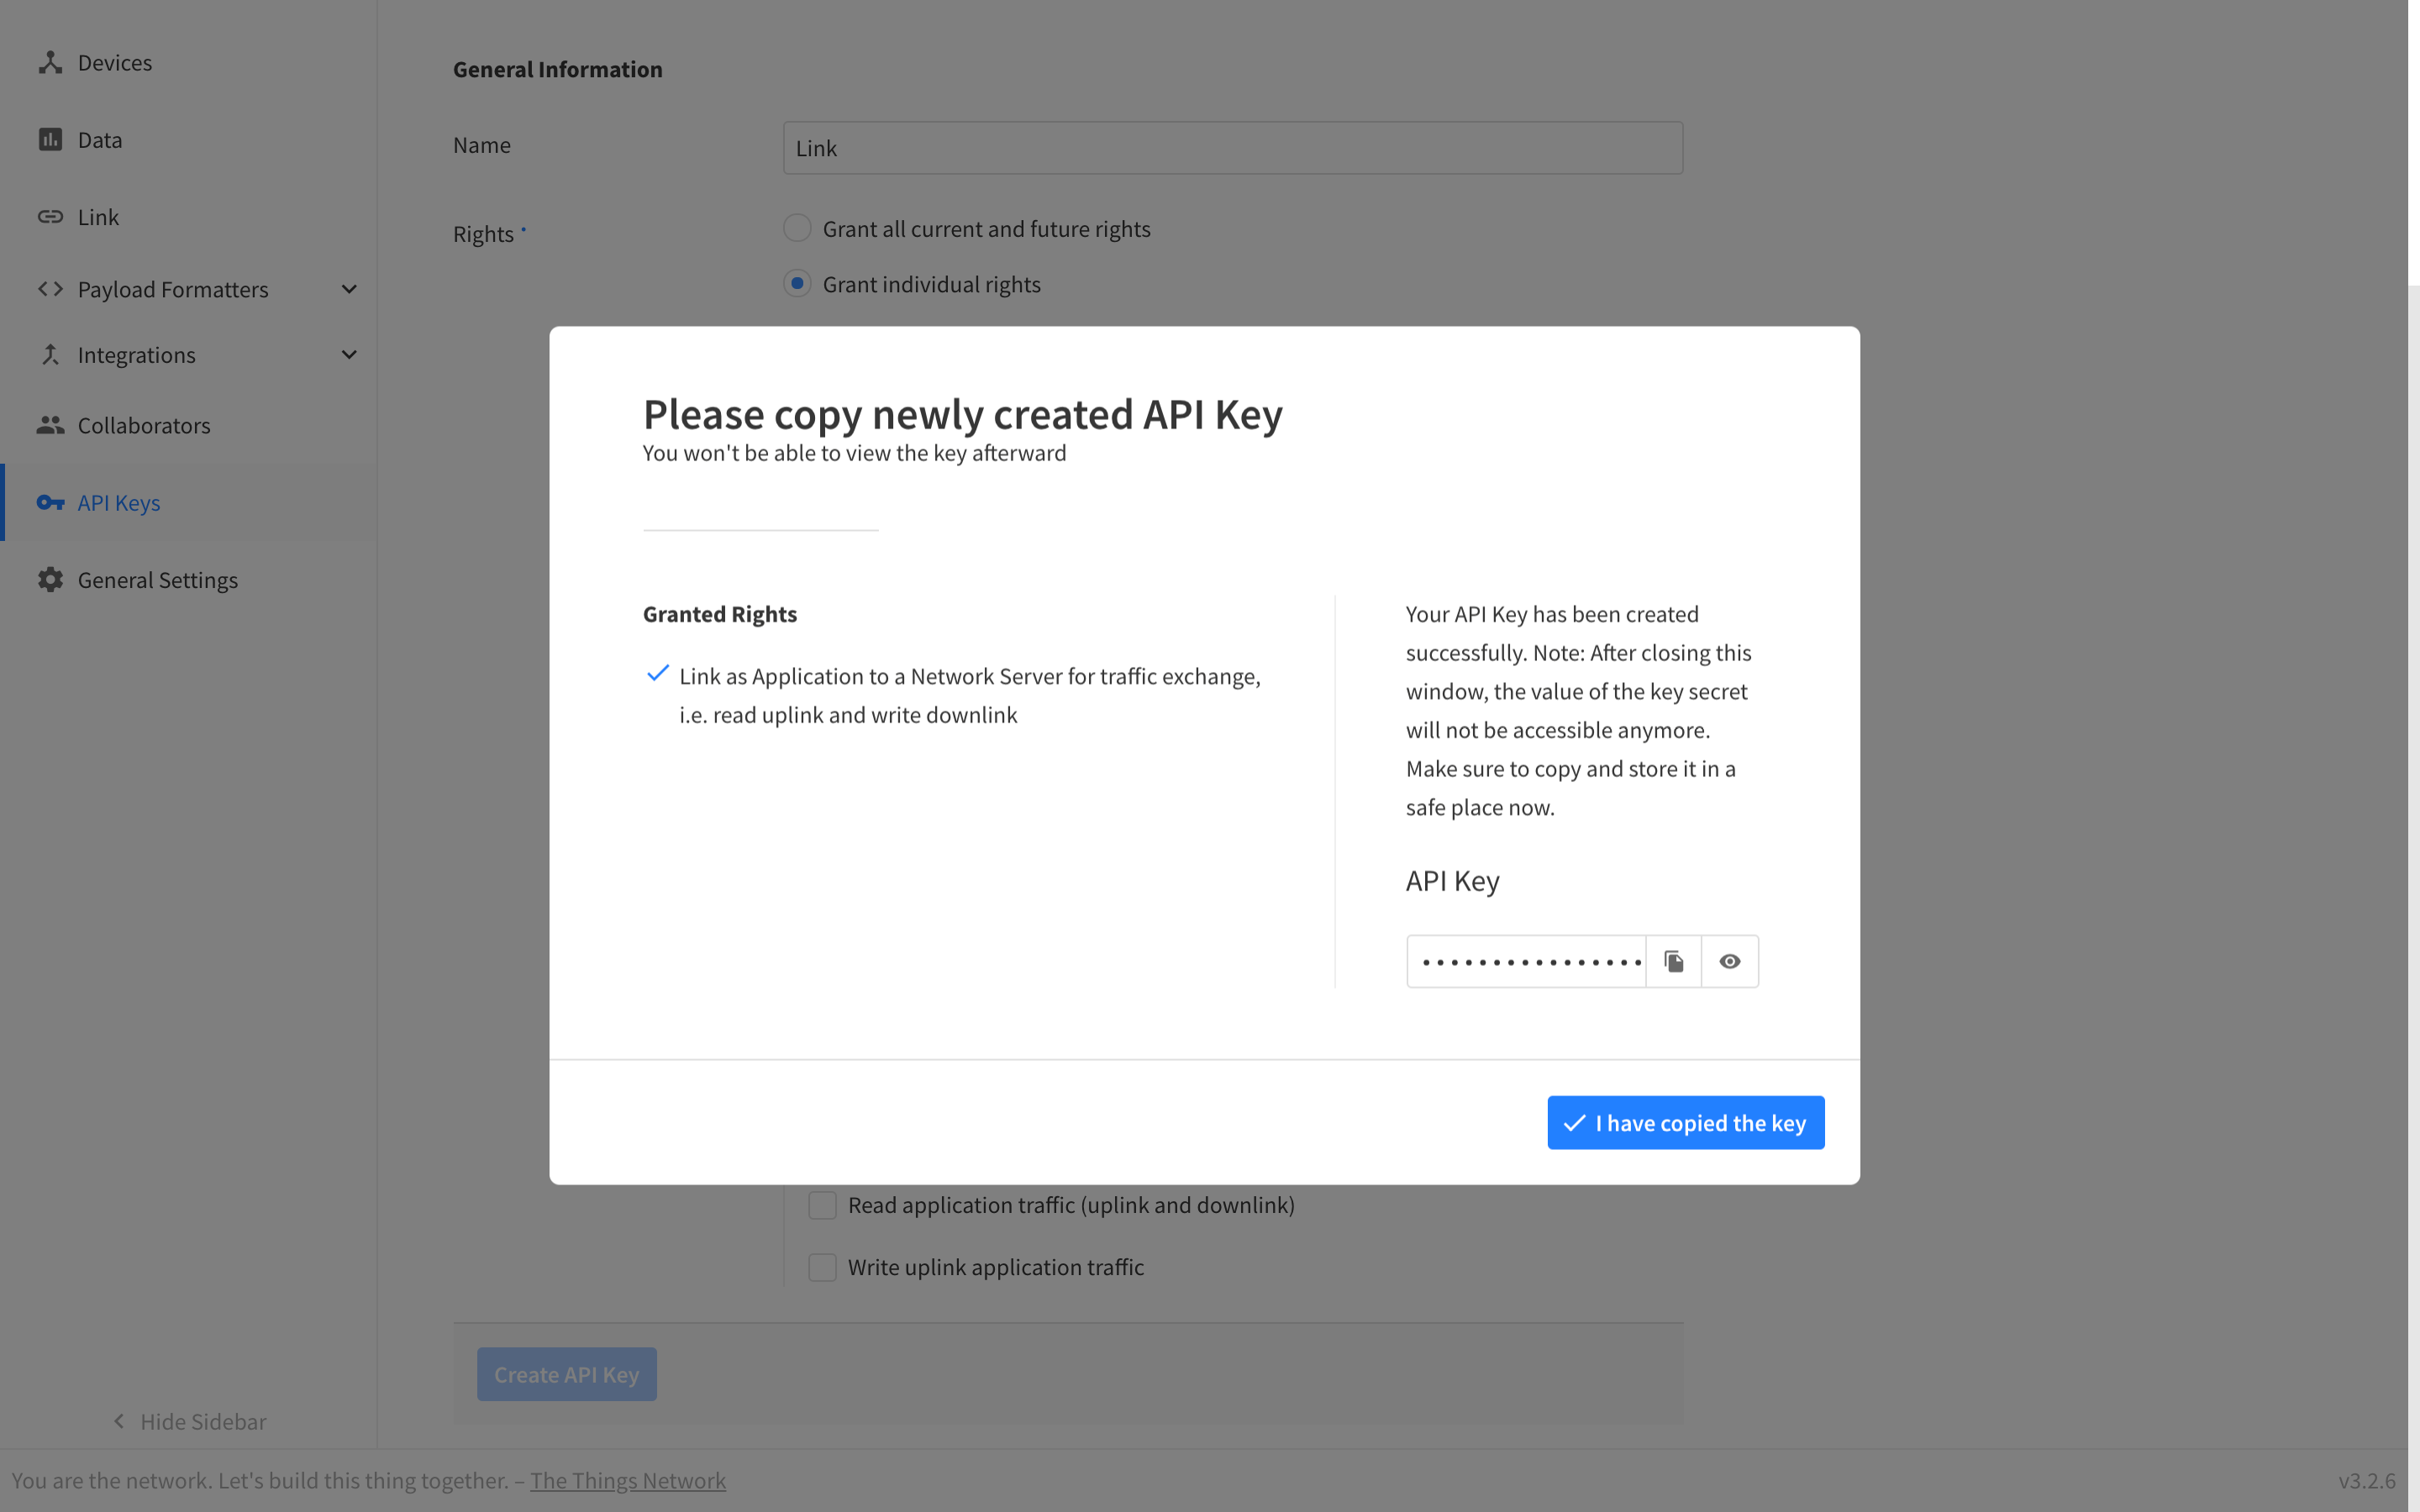 Devices
Data
Link
Payload Formatters
Integrations
Collaborators
API Keys
General Settings
Hide Sidebar
General Information
Name
Link
Rights
Grant all current and future rights
Grant individual rights
Please copy newly created API Key
You won't be able to view the key afterward
Granted Rights
Link as Application to a Network Server for traffic exchange,
i.e. read uplink and write downlink
Your API Key has been created
successfully. Note: After closing this
window, the value of the key secret
will not be accessible anymore.
Make sure to copy and store it in a
safe place now.
API Key
I have copied the key
Read application traffic (uplink and downlink)
Write uplink application traffic
Create API Key
You are the network. Let's build this thing together. – The Things Network
v3.2.6